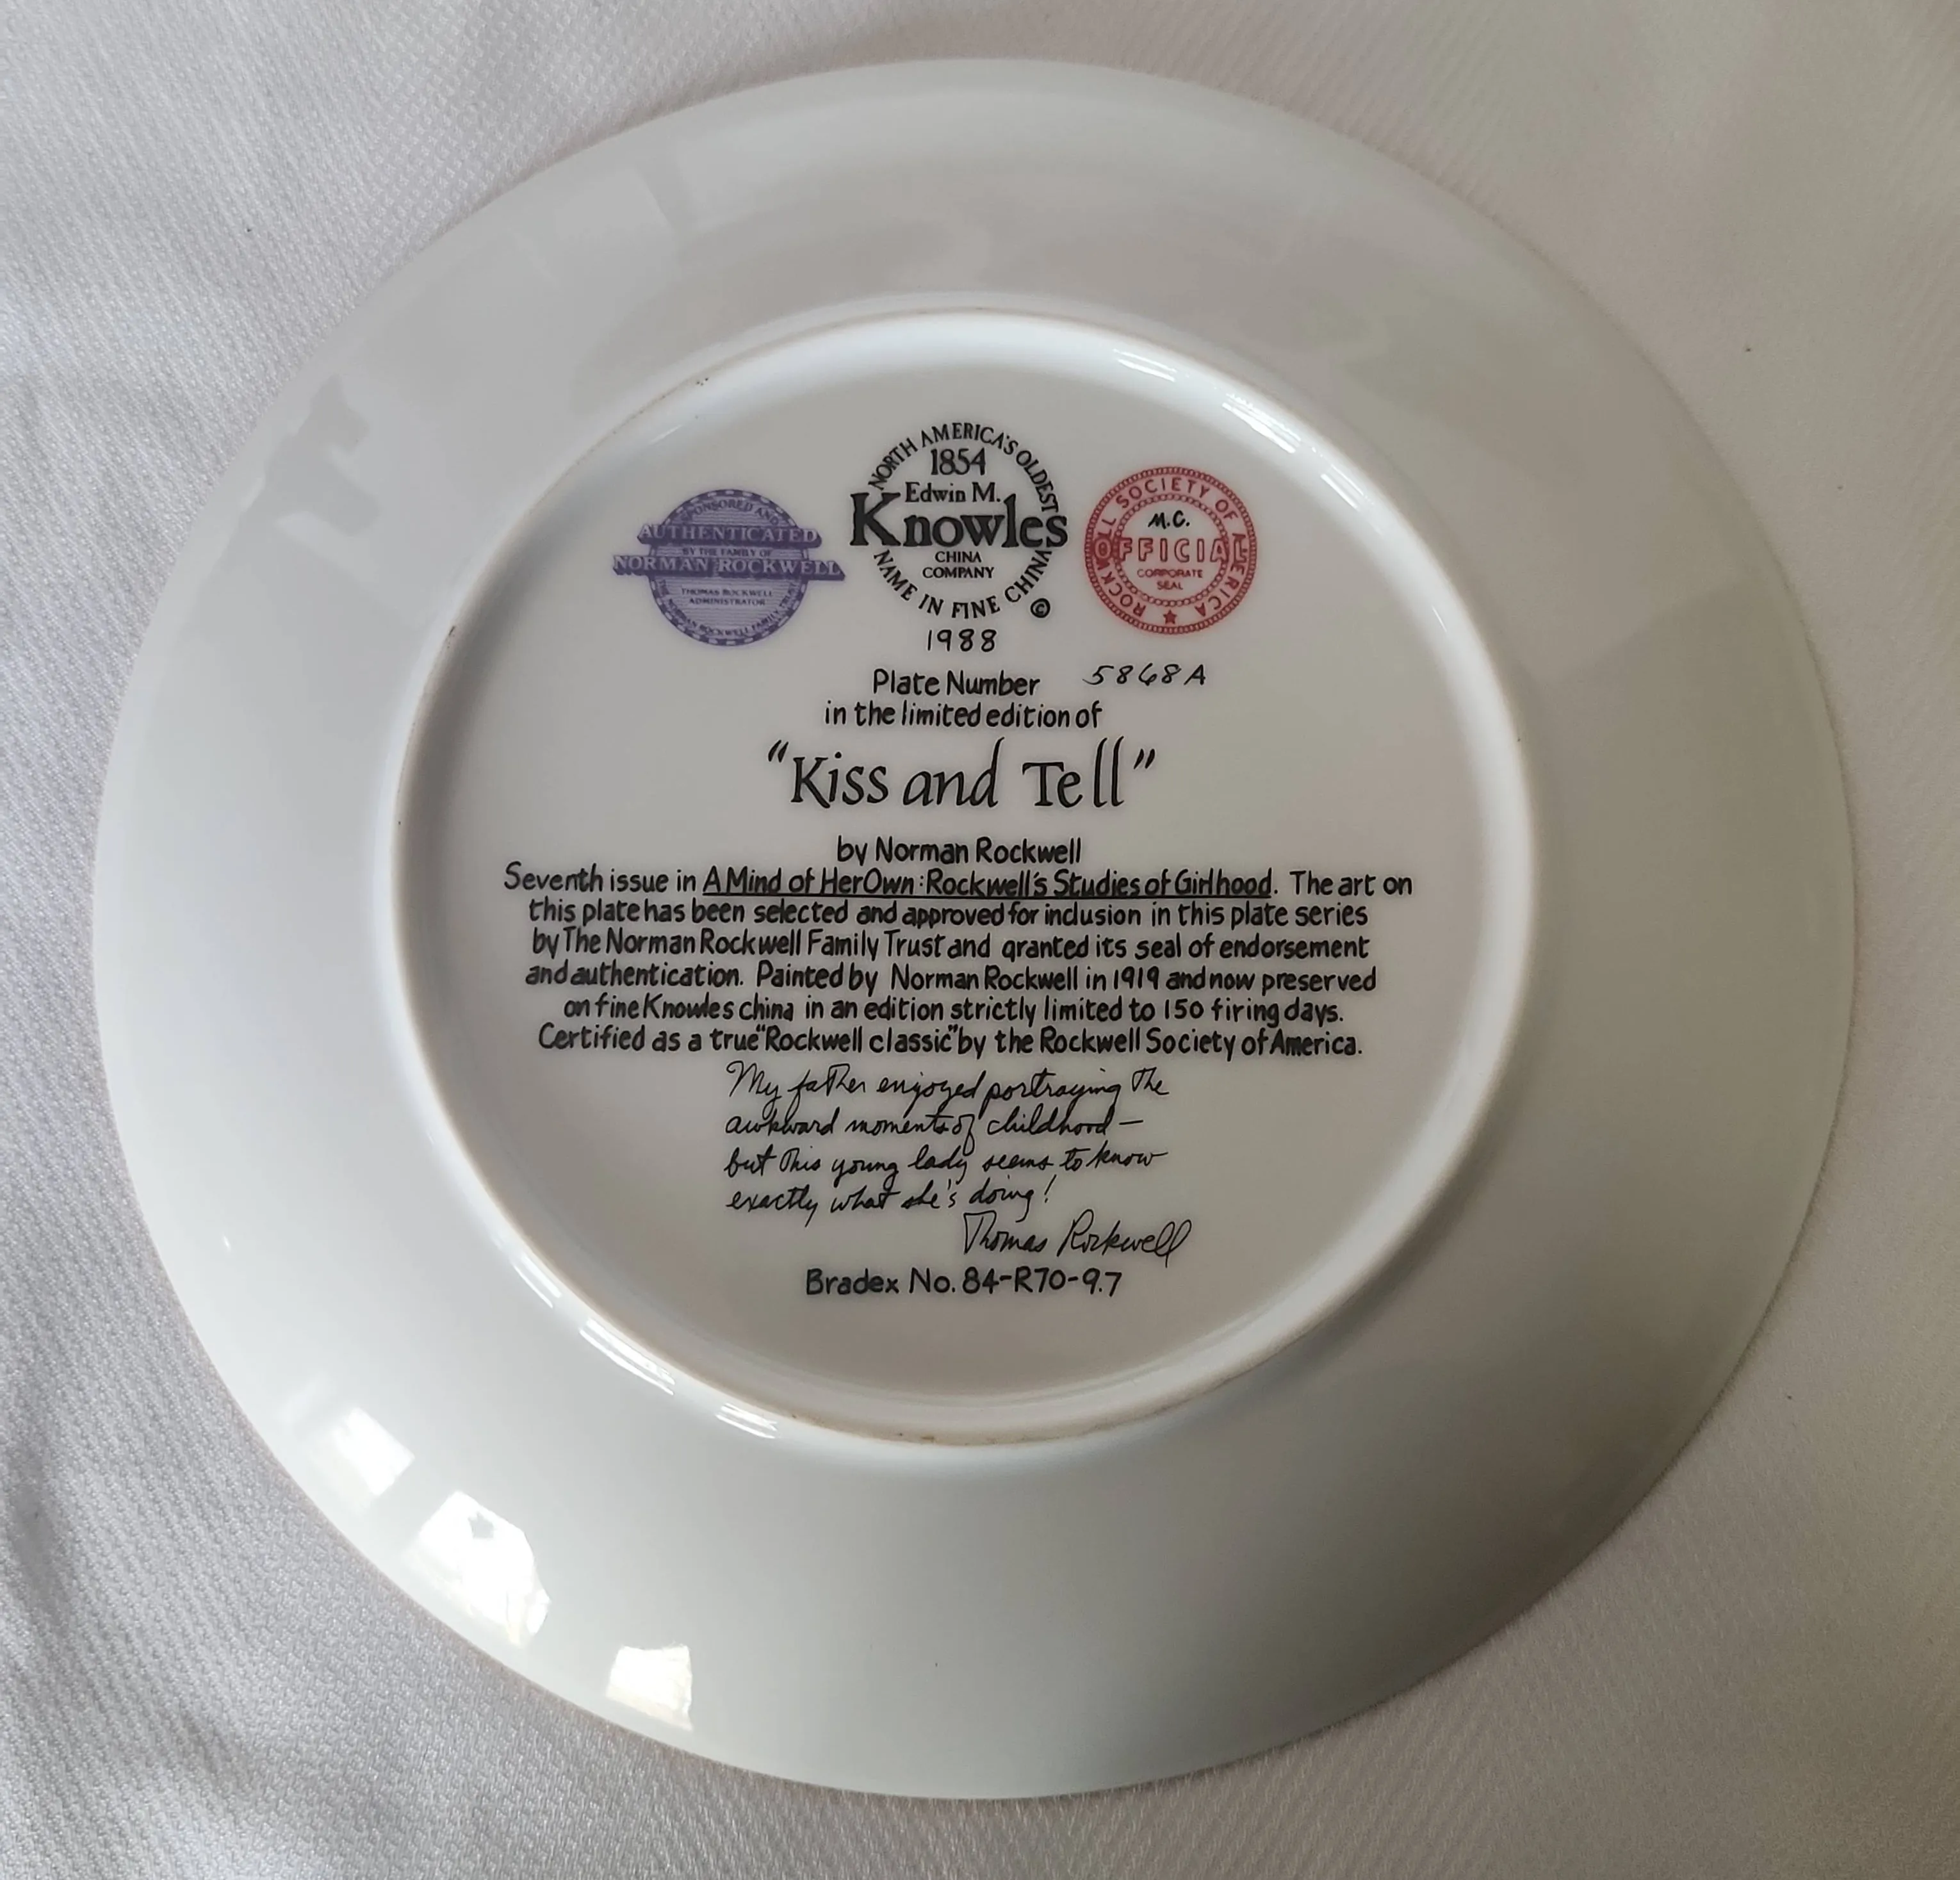 NORTH AMERICA'S OLDEST
1854
Edwin M.
Knowles
CHINA
COMPANY
NAME IN FINE CHINA
©
1988
SPONSORED AND
AUTHENTICATED
BY THE FAMILY OF
NORMAN ROCKWELL
THOMAS ROCKWELL
ADMINISTRATOR
NORMAN ROCKWELL FAMILY TRUST
ROCKWELL SOCIETY OF AMERICA
M.C.
OFFICIAL
CORPORATE
SEAL
Plate Number 5868A
in the limited edition of
"Kiss and Tell"
by Norman Rockwell
Seventh issue in A Mind of Her Own: Rockwell's Studies of Girlhood. The art on
this plate has been selected and approved for inclusion in this plate series
by The Norman Rockwell Family Trust and granted its seal of endorsement
and authentication. Painted by Norman Rockwell in 1919 and now preserved
on fine Knowles china in an edition strictly limited to 150 firing days.
Certified as a true "Rockwell classic" by the Rockwell Society of America.
My father enjoyed portraying the
awkward moments of childhood —
but this young lady seems to know
exactly what she's doing!
Thomas Rockwell
Bradex No. 84-R70-9.7